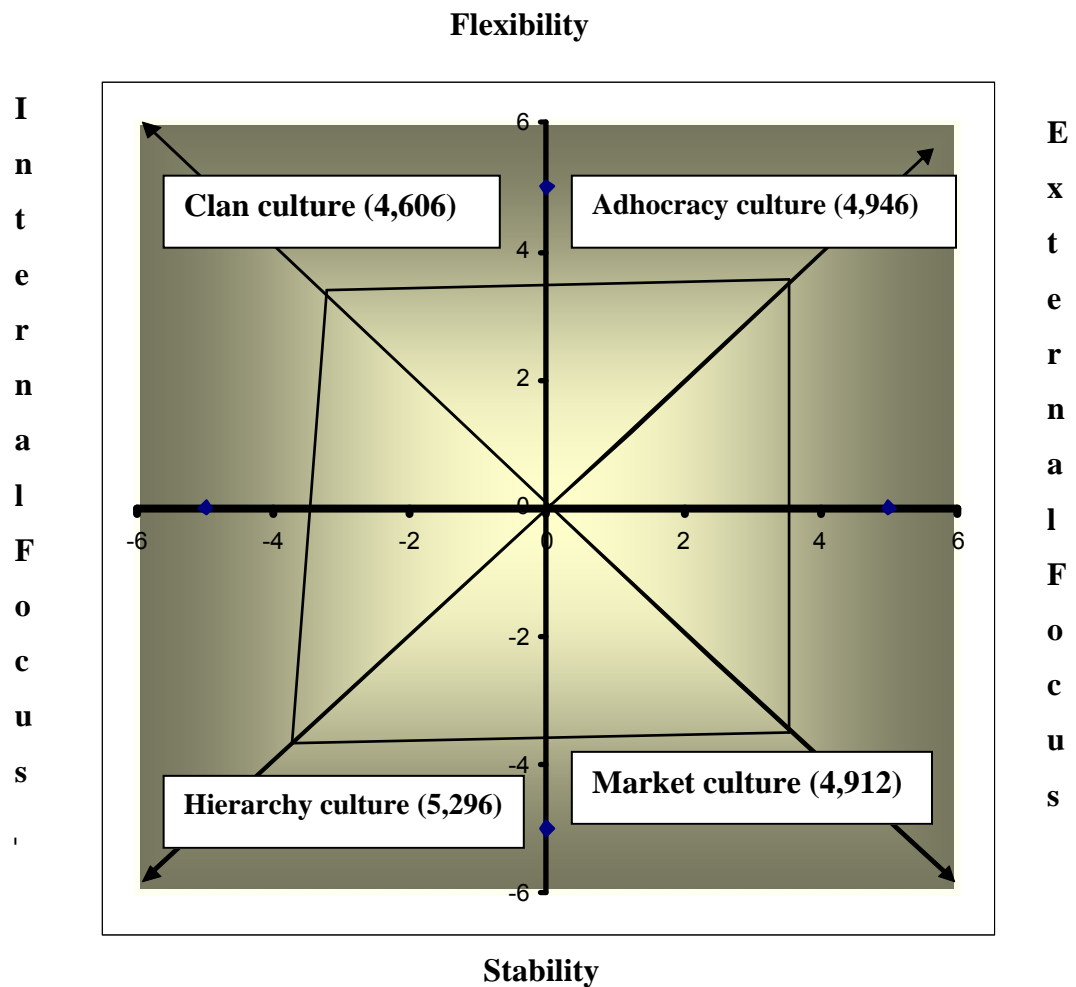 Flexibility
Internal Focus
External Focus
6
Clan culture (4,606)
Adhocracy culture (4,946)
4
2
0
-6
-4
-2
0
2
4
6
-2
-4
Market culture (4,912)
Hierarchy culture (5,296)
-6
Stability